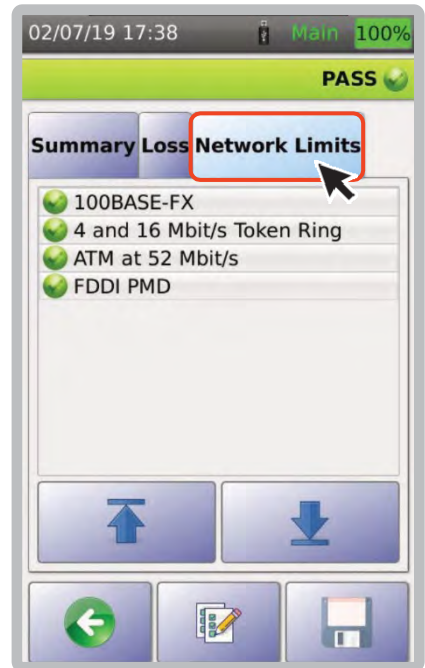 02/07/19 17:38 Main 100%
PASS
Summary Loss Network Limits
100BASE-FX
4 and 16 Mbit/s Token Ring
ATM at 52 Mbit/s
FDDI PMD